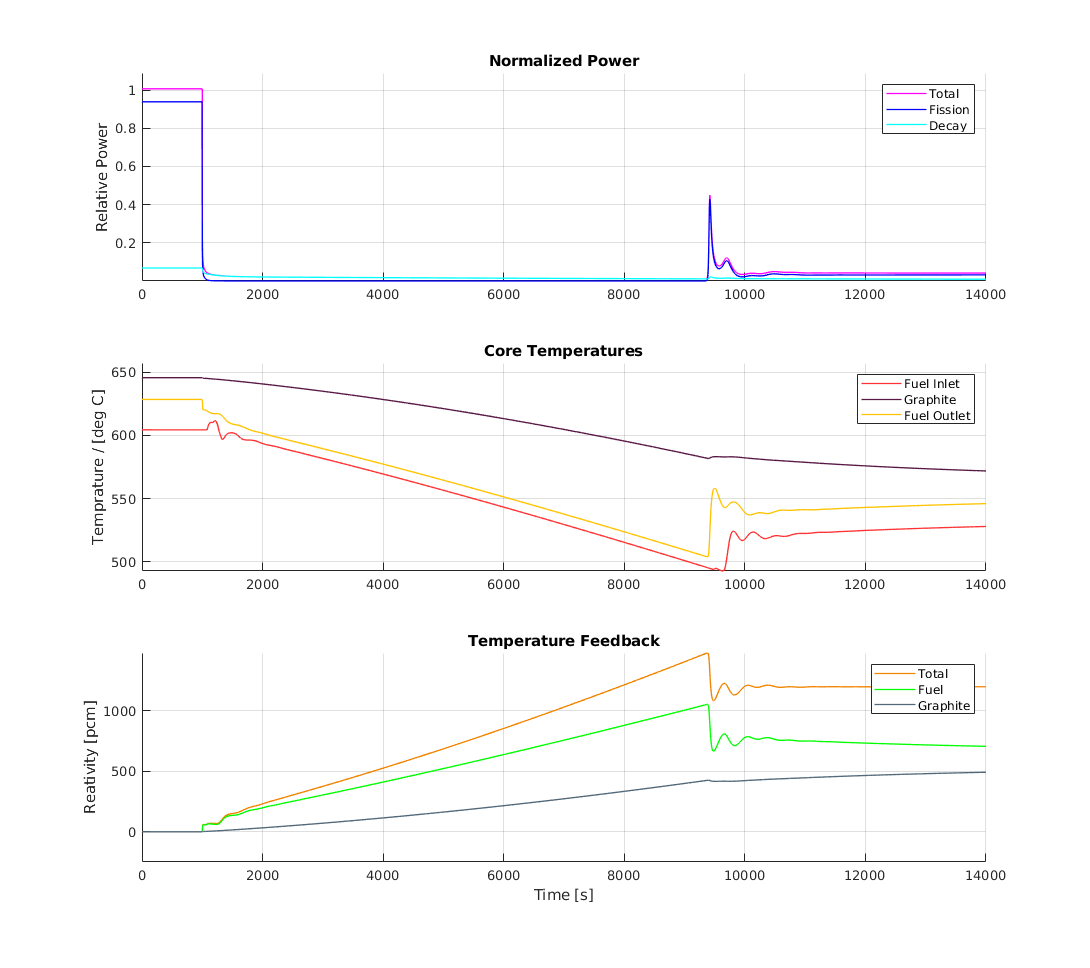 Normalized Power
Relative Power
1
0.8
0.6
0.4
0.2
0 2000 4000 6000 8000 10000 12000 14000
Total
Fission
Decay
Core Temperatures
Temprature / [deg C]
650
600
550
500
0 2000 4000 6000 8000 10000 12000 14000
Fuel Inlet
Graphite
Fuel Outlet
Temperature Feedback
Reativity [pcm]
1000
500
0
0 2000 4000 6000 8000 10000 12000 14000
Total
Fuel
Graphite
Time [s]